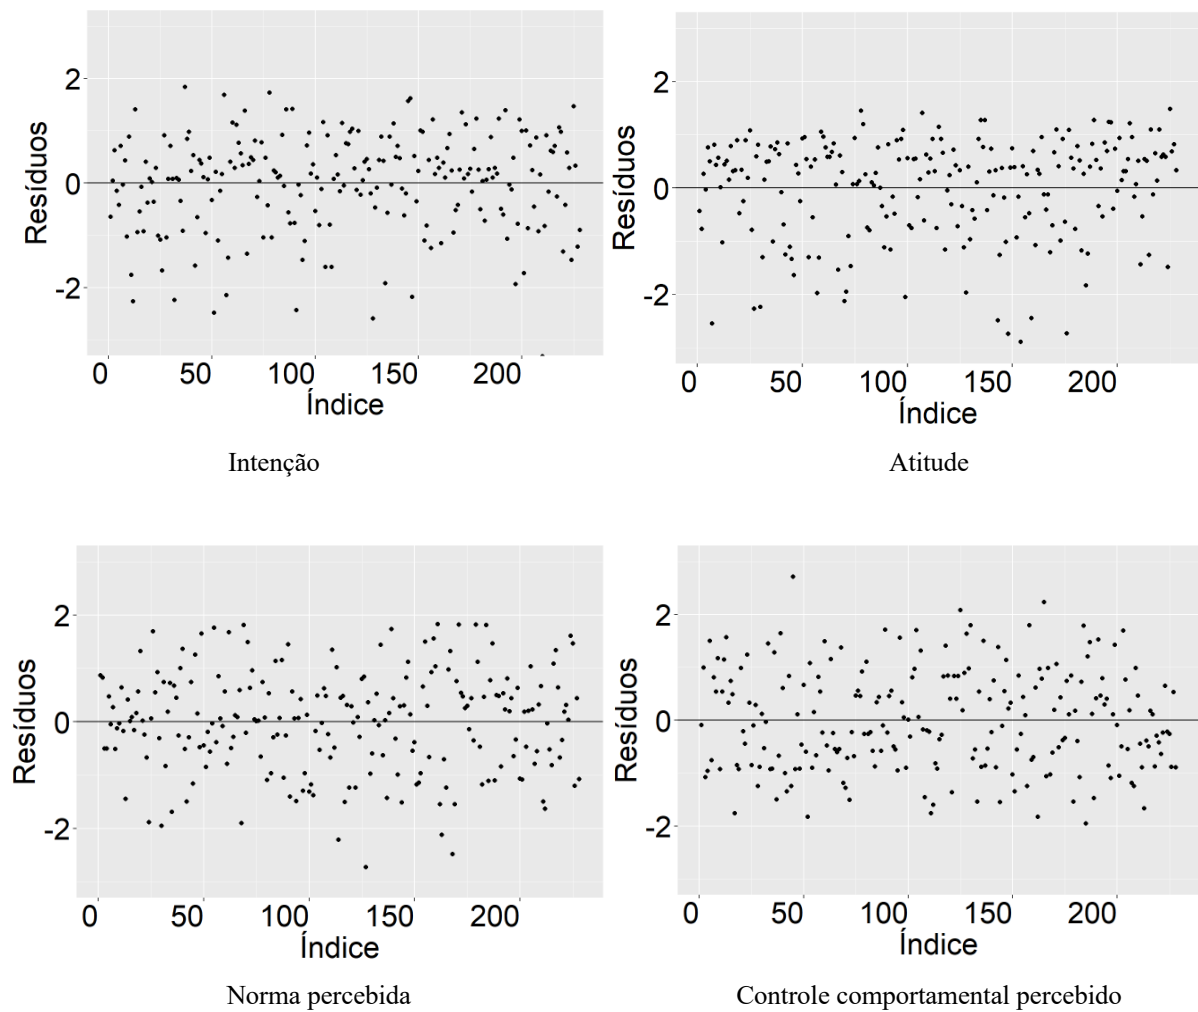 2
0
-2
Resíduos
0 50 100 150 200
Índice
Intenção
2
0
-2
Resíduos
0 50 100 150 200
Índice
Atitude
2
0
-2
Resíduos
0 50 100 150 200
Índice
Norma percebida
2
0
-2
Resíduos
0 50 100 150 200
Índice
Controle comportamental percebido